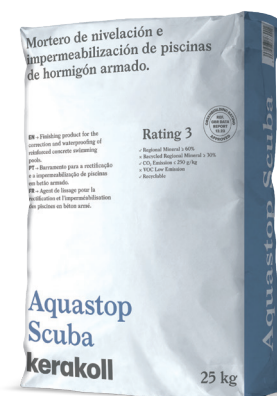 Mortero de nivelación e
impermeabilización de piscinas
de hormigón armado.
EN – Finishing product for the
correction and waterproofing of
reinforced concrete swimming
pools.
PT – Barramento para a rectificação
e a impermeabilização de piscinas
em betão armado.
FR – Agent de lissage pour la
rectification et l'imperméabilisation
des piscines en béton armé.
Rating 3
✓ Regional Mineral ≥ 60%
✓ Recycled Regional Mineral ≥ 30%
✓ CO₂ Emission ≤ 250 g/kg
✓ VOC Low Emission
✓ Recyclable
Aquastop
Scuba
kerakoll
25 kg
Aquastop Scuba